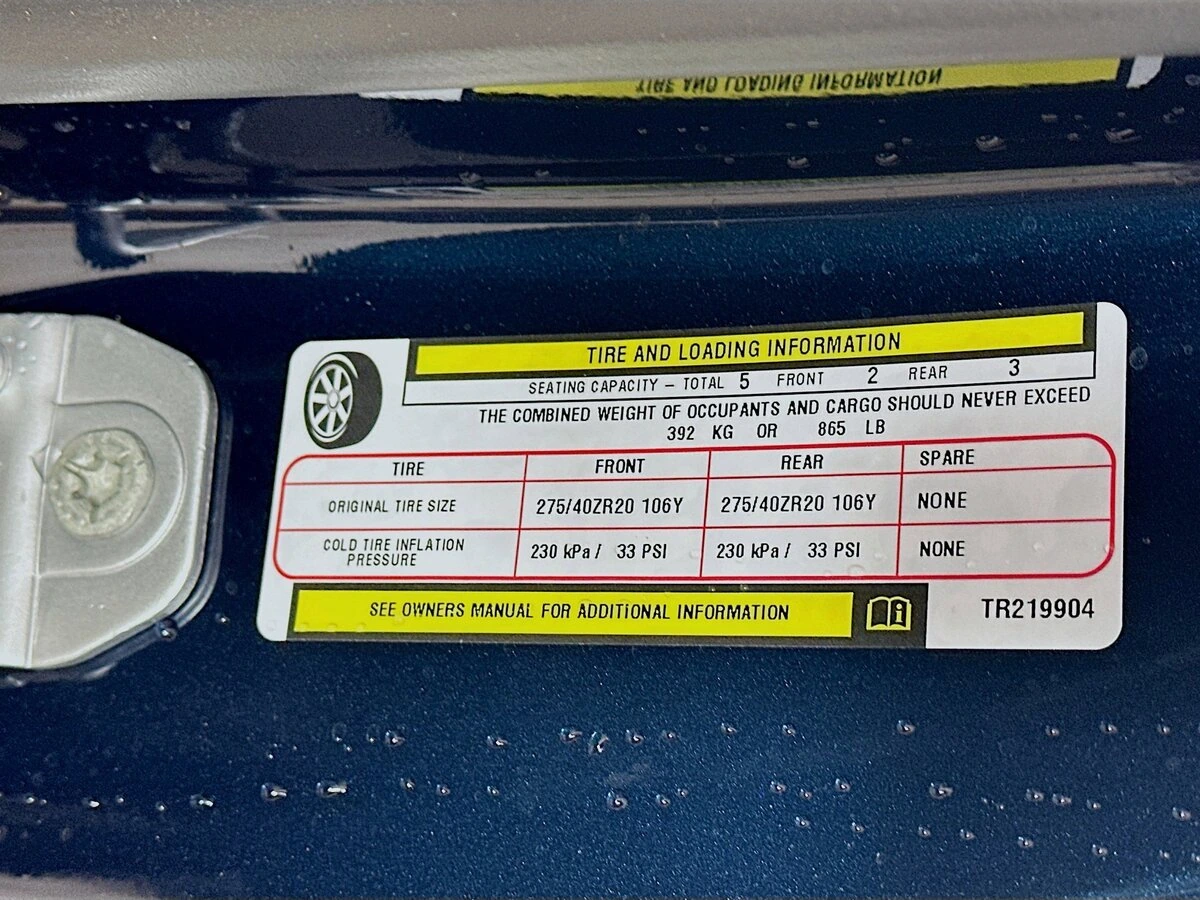 TIRE AND LOADING INFORMATION
TIRE AND LOADING INFORMATION
SEATING CAPACITY – TOTAL 5 FRONT 2 REAR 3
THE COMBINED WEIGHT OF OCCUPANTS AND CARGO SHOULD NEVER EXCEED
392 KG OR 865 LB
TIRE FRONT REAR SPARE
ORIGINAL TIRE SIZE 275/40ZR20 106Y 275/40ZR20 106Y NONE
COLD TIRE INFLATION PRESSURE 230 kPa / 33 PSI 230 kPa / 33 PSI NONE
SEE OWNERS MANUAL FOR ADDITIONAL INFORMATION
TR219904